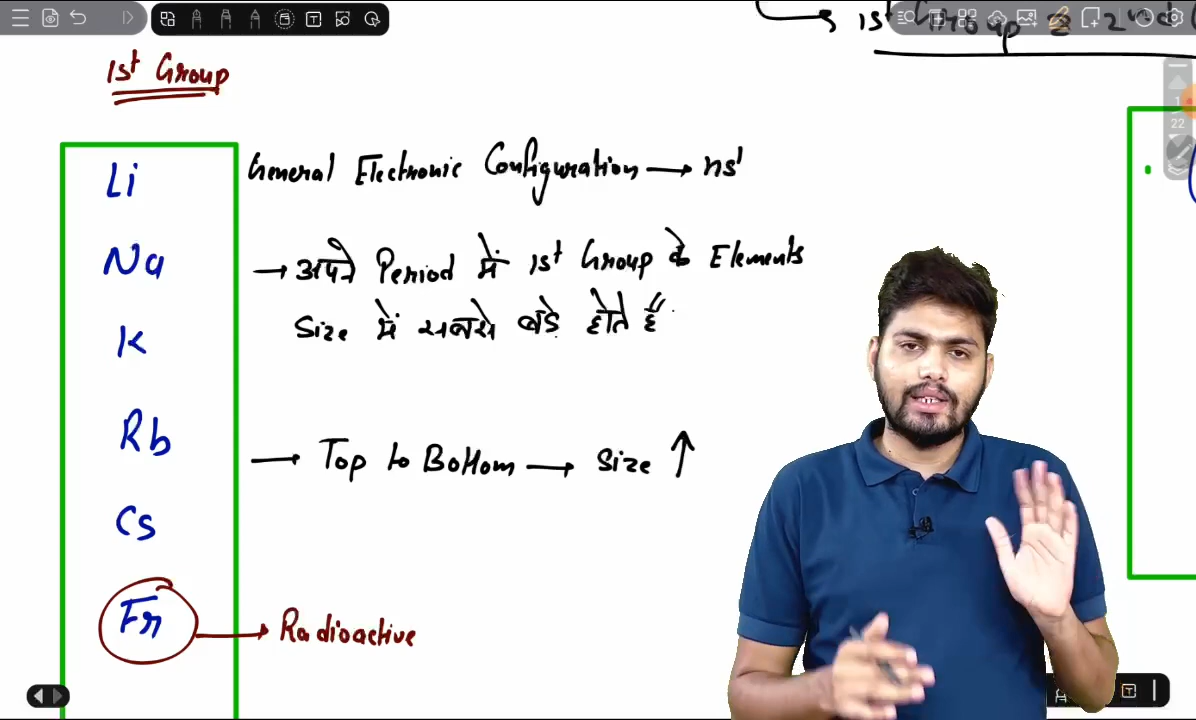 1st Group
Li
General Electronic Configuration → ns¹
Na
→ अपने Period में 1st Group के Elements
Size में सबसे बड़े होते हैं
K
Rb
→ Top to Bottom → Size ↑
Cs
Fr → Radioactive
22